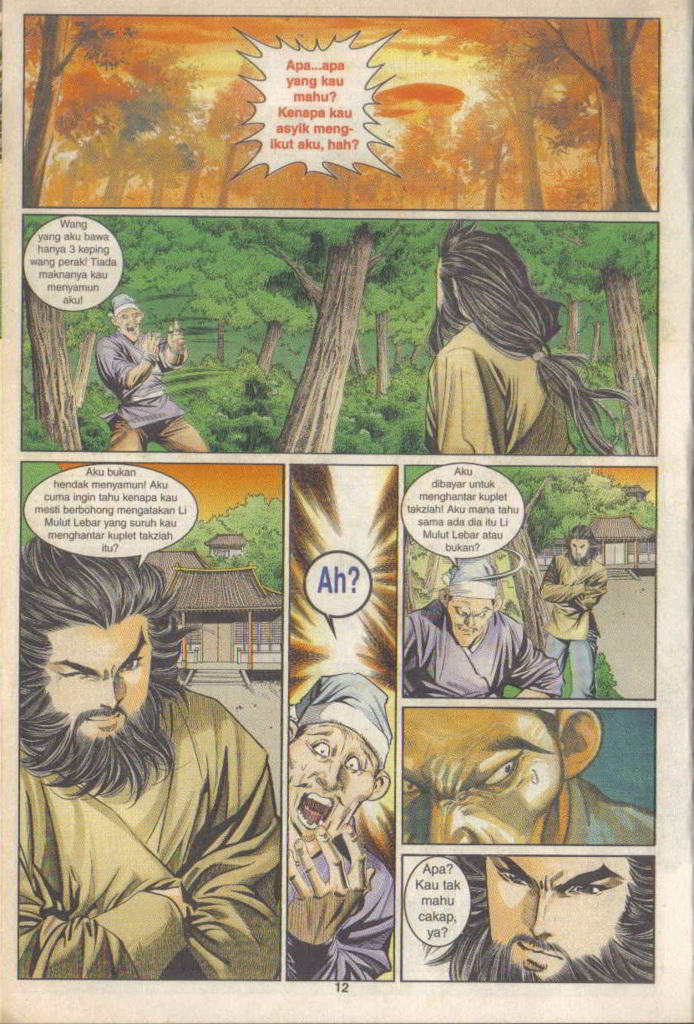 Apa...apa
yang kau
mahu?
Kenapa kau
asyik meng-
ikut aku, hah?
Wang
yang aku bawa
hanya 3 keping
wang perak! Tiada
maknanya kau
menyamun
aku!
Aku bukan
hendak menyamun! Aku
cuma ingin tahu kenapa kau
mesti berbohong mengatakan Li
Mulut Lebar yang suruh kau
menghantar kuplet takziah
itu?
Ah?
Aku
dibayar untuk
menghantar kuplet
takziah! Aku mana tahu
sama ada dia itu Li
Mulut Lebar atau
bukan?
Apa?
Kau tak
mahu
cakap,
ya?
12